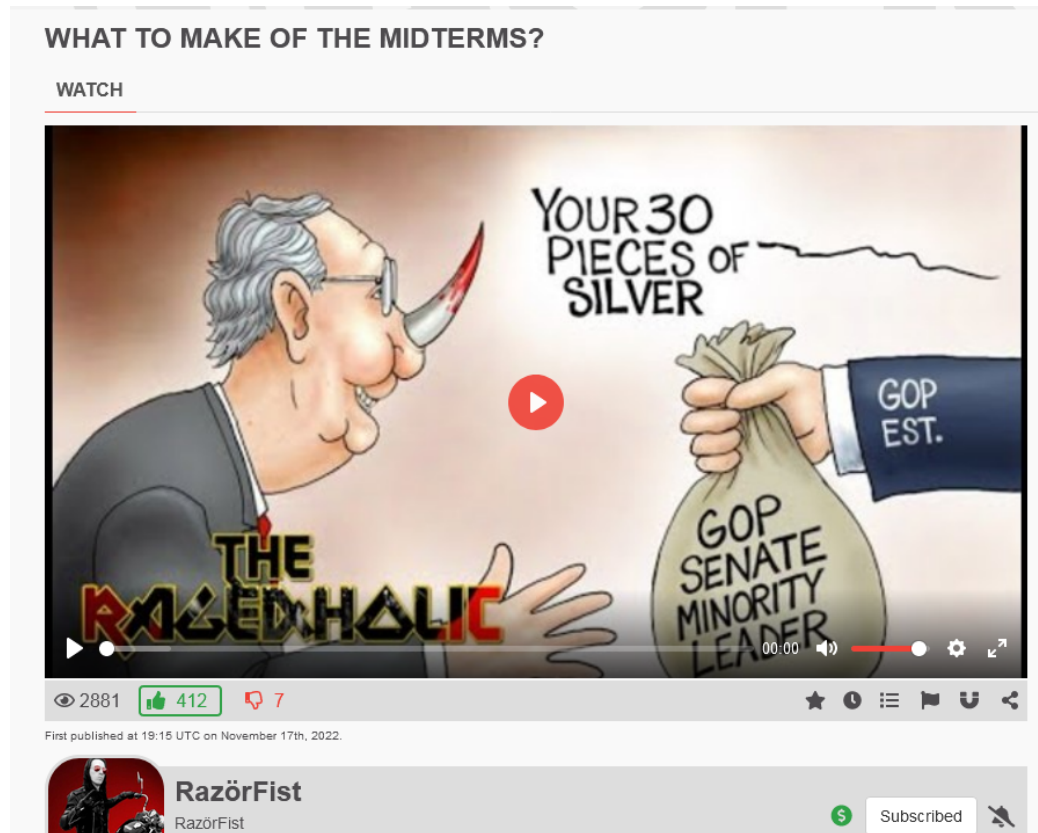 WHAT TO MAKE OF THE MIDTERMS?
WATCH
YOUR 30
PIECES OF
SILVER
GOP
EST.
GOP
SENATE
MINORITY
LEADER
THE
RAGEAHOLIC
00:00
2881 412 7
First published at 19:15 UTC on November 17th, 2022.
RazörFist
RazörFist
$ Subscribed